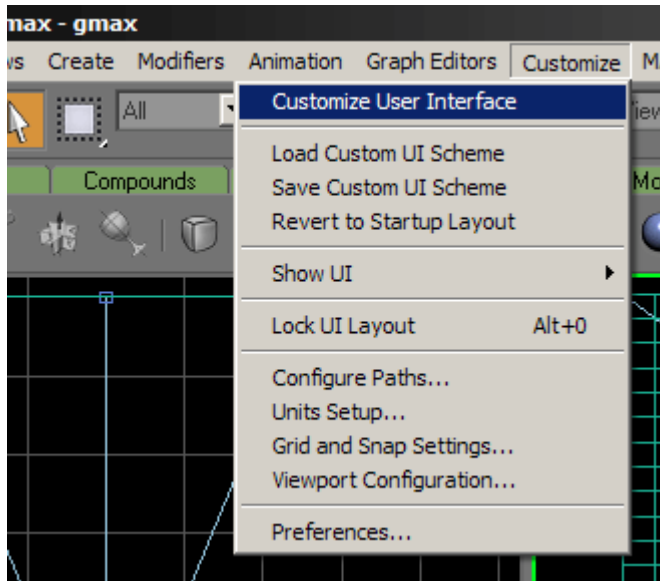 max - gmax
ws Create Modifiers Animation Graph Editors Customize M
All
Customize User Interface
iew
Load Custom UI Scheme
Compounds
Save Custom UI Scheme
Mo
Revert to Startup Layout
Show UI
Lock UI Layout Alt+0
Configure Paths...
Units Setup...
Grid and Snap Settings...
Viewport Configuration...
Preferences...